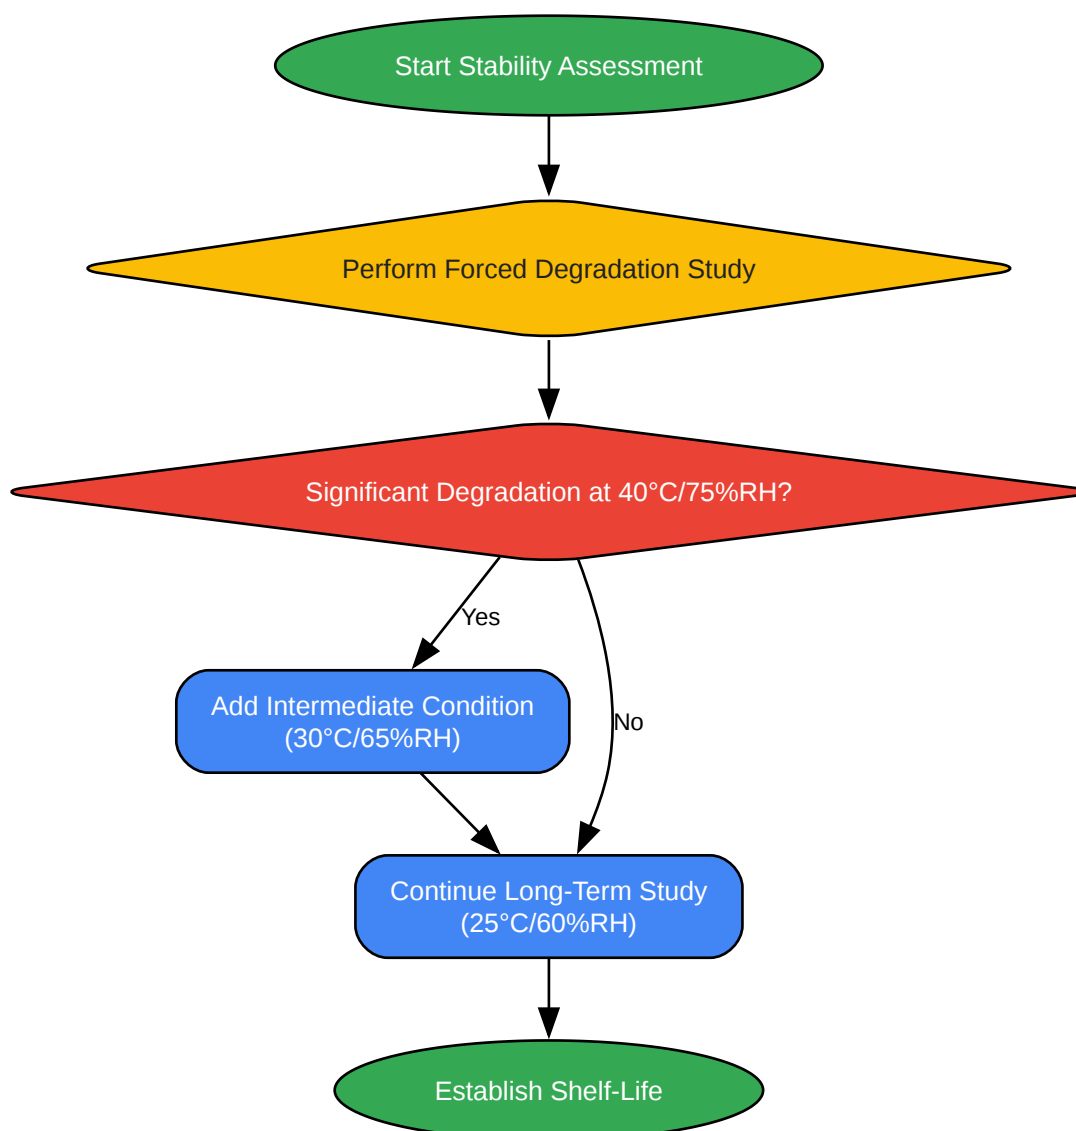 Start Stability Assessment
Perform Forced Degradation Study
Significant Degradation at 40°C/75%RH?
Yes
Add Intermediate Condition
(30°C/65%RH)
No
Continue Long-Term Study
(25°C/60%RH)
Establish Shelf-Life